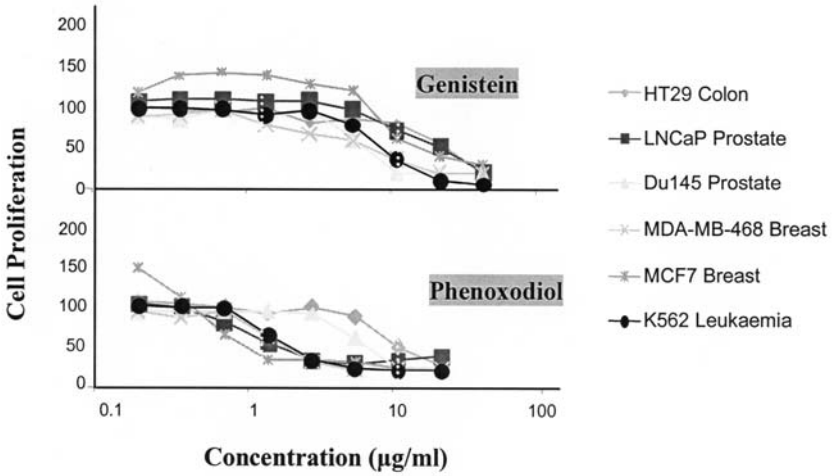 Cell Proliferation
200
150
100
50
0
Genistein
200
150
100
50
0
Phenoxodiol
0.1 1 10 100
Concentration (µg/ml)
HT29 Colon
LNCaP Prostate
Du145 Prostate
MDA-MB-468 Breast
MCF7 Breast
K562 Leukaemia